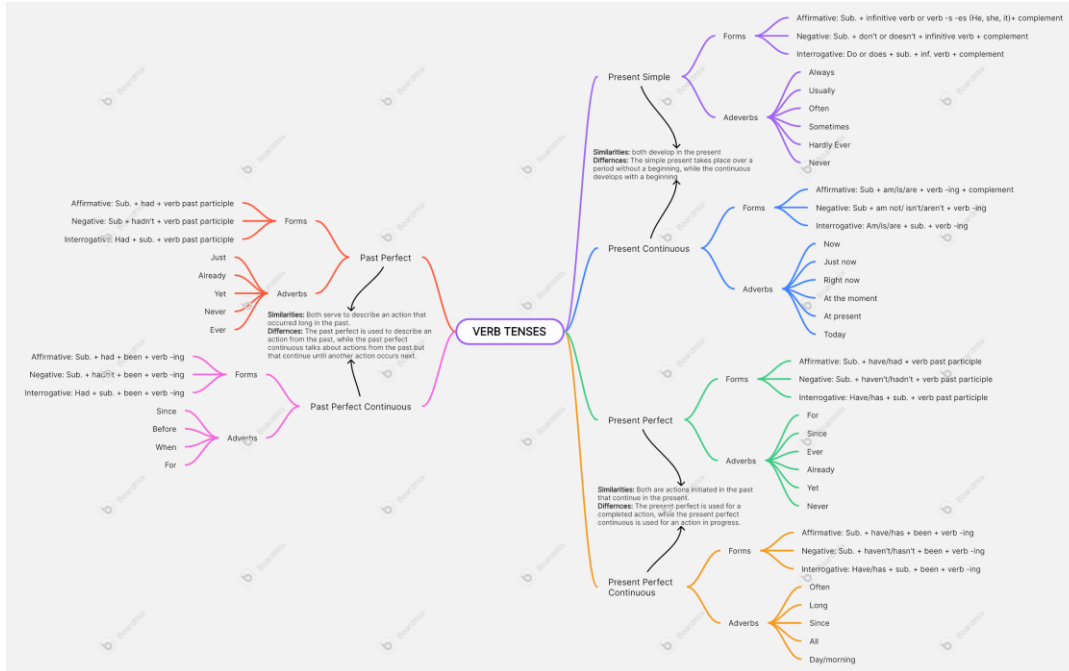 VERB TENSES
Present Simple
Forms
Affirmative: Sub. + infinitive verb or verb -s -es (He, she, it)+ complement
Negative: Sub. + don't or doesn't + infinitive verb + complement
Interrogative: Do or does + sub. + inf. verb + complement
Adeverbs
Always
Usually
Often
Sometimes
Hardly Ever
Never
Similarities: both develop in the present
Differnces: The simple present takes place over a
period without a beginning, while the continuous
develops with a beginning
Present Continuous
Forms
Affirmative: Sub + am/is/are + verb -ing + complement
Negative: Sub + am not/ isn't/aren't + verb -ing
Interrogative: Am/is/are + sub. + verb -ing
Adverbs
Now
Just now
Right now
At the moment
At present
Today
Present Perfect
Forms
Affirmative: Sub. + have/had + verb past participle
Negative: Sub. + haven't/hadn't + verb past participle
Interrogative: Have/has + sub. + verb past participle
Adverbs
For
Since
Ever
Already
Yet
Never
Similarities: Both are actions initiated in the past
that continue in the present.
Differnces: The present perfect is used for a
completed action, while the present perfect
continuous is used for an action in progress.
Present Perfect
Continuous
Forms
Affirmative: Sub. + have/has + been + verb -ing
Negative: Sub. + haven't/hasn't + been + verb -ing
Interrogative: Have/has + sub. + been + verb -ing
Adverbs
Often
Long
Since
All
Day/morning
Past Perfect
Forms
Affirmative: Sub. + had + verb past participle
Negative: Sub + hadn't + verb past participle
Interrogative: Had + sub. + verb past participle
Adverbs
Just
Already
Yet
Never
Ever
Similarities: Both serve to describe an action that
occurred long in the past.
Differnces: The past perfect is used to describe an
action from the past, while the past perfect
continuous talks about actions from the past but
that continue until another action occurs next.
Past Perfect Continuous
Forms
Affirmative: Sub. + had + been + verb -ing
Negative: Sub. + hadn't + been + verb -ing
Interrogative: Had + sub. + been + verb -ing
Adverbs
Since
Before
When
For
Boardmix